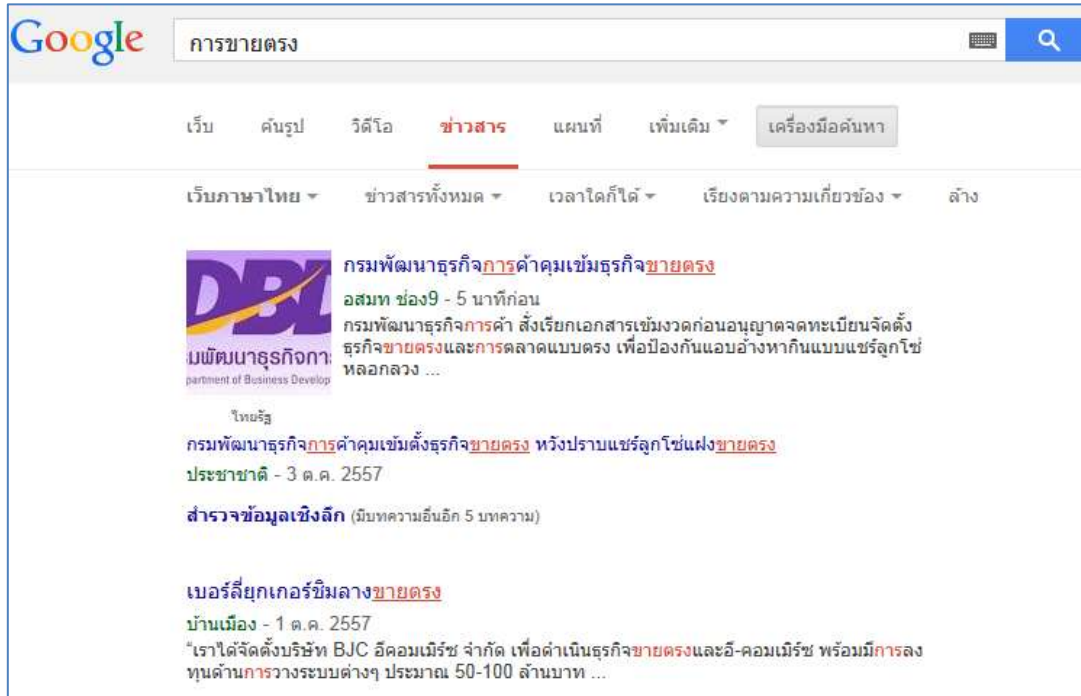 Google
การขายตรง
เว็บ ค้นรูป วิดีโอ ข่าวสาร แผนที่ เพิ่มเติม เครื่องมือค้นหา
เว็บภาษาไทย ข่าวสารทั้งหมด เวลาใดก็ได้ เรียงตามความเกี่ยวข้อง ล้าง
DBD
มพัฒนาธุรกิจกา
partment of Business Develop
ไทยรัฐ
กรมพัฒนาธุรกิจการค้าคุมเข้มธุรกิจขายตรง
อสมท ช่อง9 - 5 นาทีก่อน
กรมพัฒนาธุรกิจการค้า สั่งเรียกเอกสารเข้มงวดก่อนอนุญาตจดทะเบียนจัดตั้ง
ธุรกิจขายตรงและการตลาดแบบตรง เพื่อป้องกันแอบอ้างหากินแบบแชร์ลูกโซ่
หลอกลวง ...
กรมพัฒนาธุรกิจการค้าคุมเข้มตั้งธุรกิจขายตรง หวังปราบแชร์ลูกโซ่แฝงขายตรง
ประชาชาติ - 3 ต.ค. 2557
สำรวจข้อมูลเชิงลึก (มีบทความอื่นอีก 5 บทความ)
เบอร์ลี่ยุกเกอร์ชิมลางขายตรง
บ้านเมือง - 1 ต.ค. 2557
“เราได้จัดตั้งบริษัท BJC อีคอมเมิร์ซ จำกัด เพื่อดำเนินธุรกิจขายตรงและอี-คอมเมิร์ซ พร้อมมีการลง
ทุนด้านการวางระบบต่างๆ ประมาณ 50-100 ล้านบาท ...